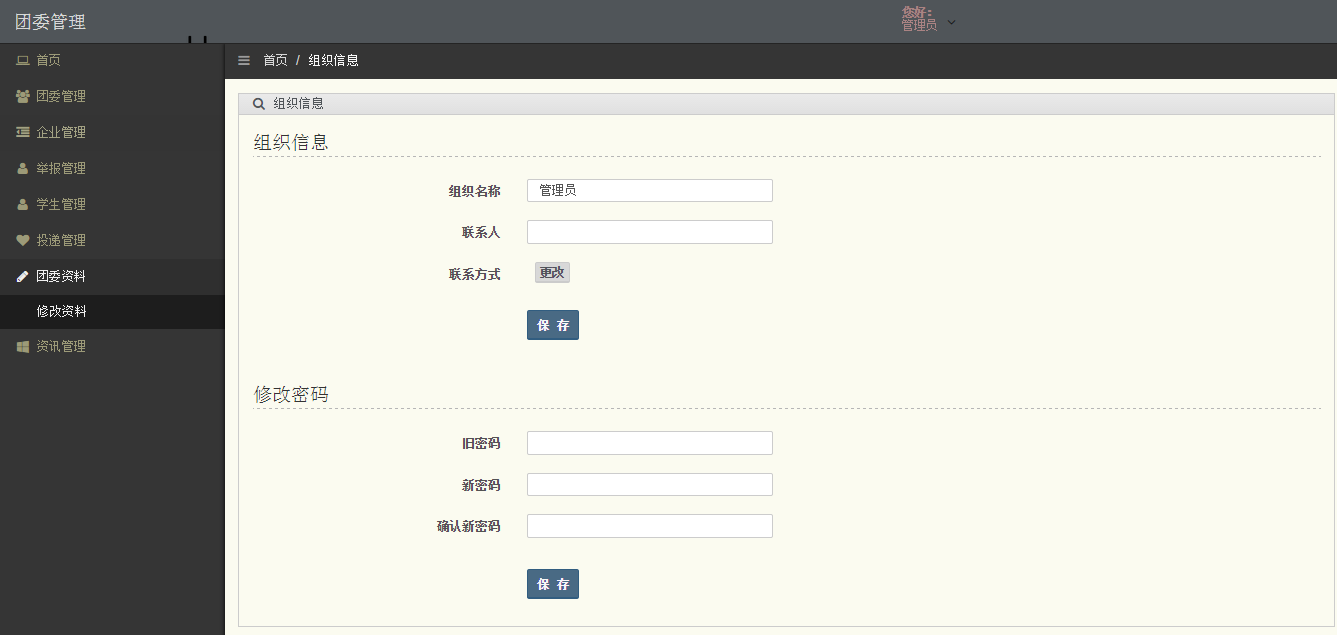 团委管理
您好:
管理员
首页
团委管理
企业管理
举报管理
学生管理
投递管理
团委资料
修改资料
资讯管理
首页 / 组织信息
组织信息
组织信息
组织名称 管理员
联系人
联系方式 更改
保 存
修改密码
旧密码
新密码
确认新密码
保 存